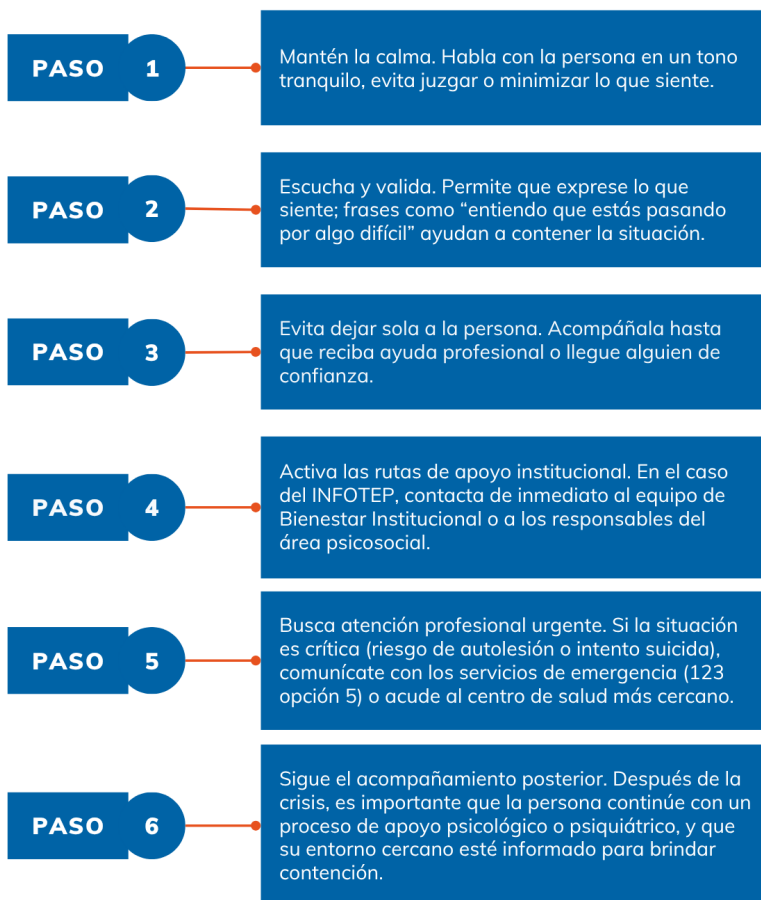 PASO 1
Mantén la calma. Habla con la persona en un tono
tranquilo, evita juzgar o minimizar lo que siente.
PASO 2
Escucha y valida. Permite que exprese lo que
siente; frases como “entiendo que estás pasando
por algo difícil” ayudan a contener la situación.
PASO 3
Evita dejar sola a la persona. Acompáñala hasta
que reciba ayuda profesional o llegue alguien de
confianza.
PASO 4
Activa las rutas de apoyo institucional. En el caso
del INFOTEP, contacta de inmediato al equipo de
Bienestar Institucional o a los responsables del
área psicosocial.
PASO 5
Busca atención profesional urgente. Si la situación
es crítica (riesgo de autolesión o intento suicida),
comunícate con los servicios de emergencia (123
opción 5) o acude al centro de salud más cercano.
PASO 6
Sigue el acompañamiento posterior. Después de la
crisis, es importante que la persona continúe con un
proceso de apoyo psicológico o psiquiátrico, y que
su entorno cercano esté informado para brindar
contención.